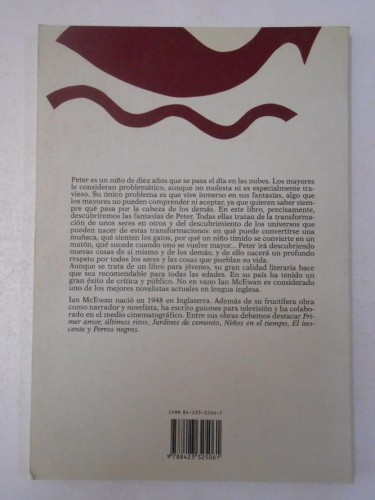 Peter es un niño de diez años que se pasa el día en las nubes. Los mayores
le consideran problemático, aunque no molesta ni es especialmente tra-
vieso. Su único problema es que vive inmerso en sus fantasías, algo que
los mayores no pueden comprender ni aceptar, ya que quieren saber siem-
pre qué pasa por la cabeza de los demás. En este libro, precisamente,
descubriremos las fantasías de Peter. Todas ellas tratan de la transforma-
ción de unos seres en otros y del descubrimiento de los universos que
pueden nacer de estas transformaciones: en qué puede convertirse una
muñeca, qué sienten los gatos, por qué un niño tímido se convierte en un
matón, qué sucede cuando uno se vuelve mayor... Peter irá descubriendo
nuevas cosas de sí mismo y de los demás; y de ello nacerá un profundo
respeto por todos los seres y las cosas que pueblan su vida.
Aunque se trata de un libro para jóvenes, su gran calidad literaria hace
que sea recomendable para todas las edades. En su país ha tenido un
gran éxito de crítica y público. No en vano Ian McEwan es considerado
uno de los mejores novelistas actuales en lengua inglesa.
Ian McEwan nació en 1948 en Inglaterra. Además de su fructífera obra
como narrador y novelista, ha escrito guiones para televisión y ha colabo-
rado en el medio cinematográfico. Entre sus obras debemos destacar Pri-
mer amor, últimos ritos, Jardines de cemento, Niños en el tiempo, El ino-
cente y Perros negros.
ISBN 84-233-2506-7
9 788423 325061